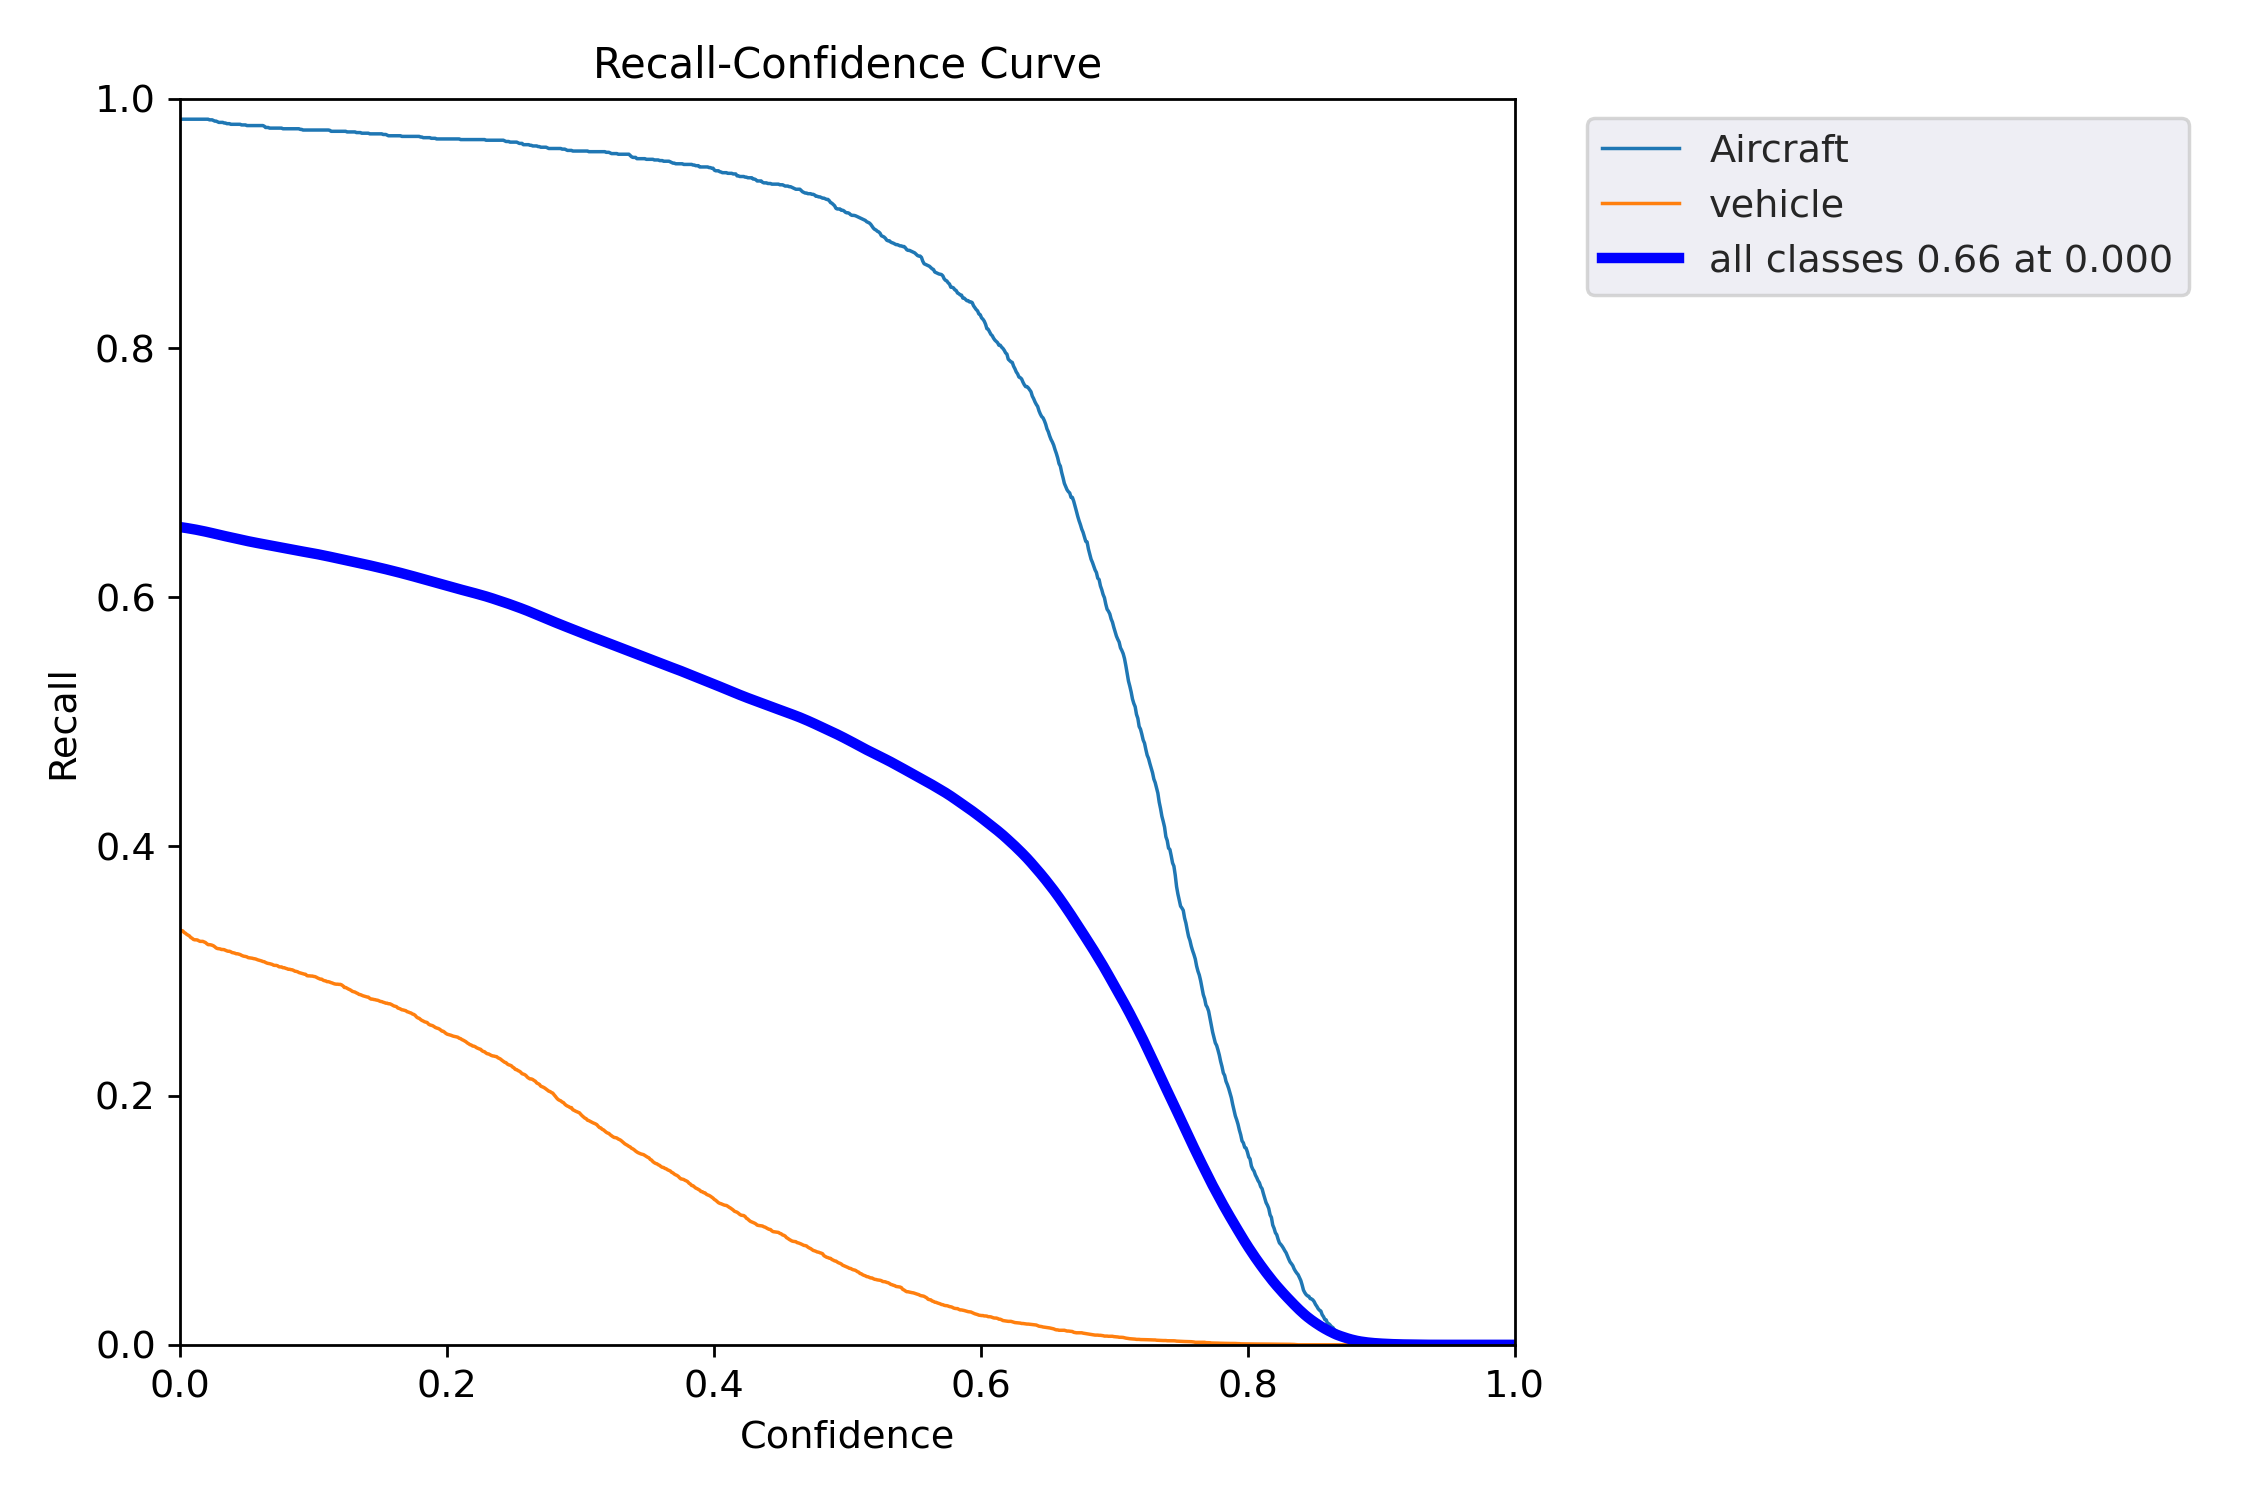 Recall-Confidence Curve
Aircraft
vehicle
all classes 0.66 at 0.000
Recall
1.0
0.8
0.6
0.4
0.2
0.0
0.0 0.2 0.4 0.6 0.8 1.0
Confidence